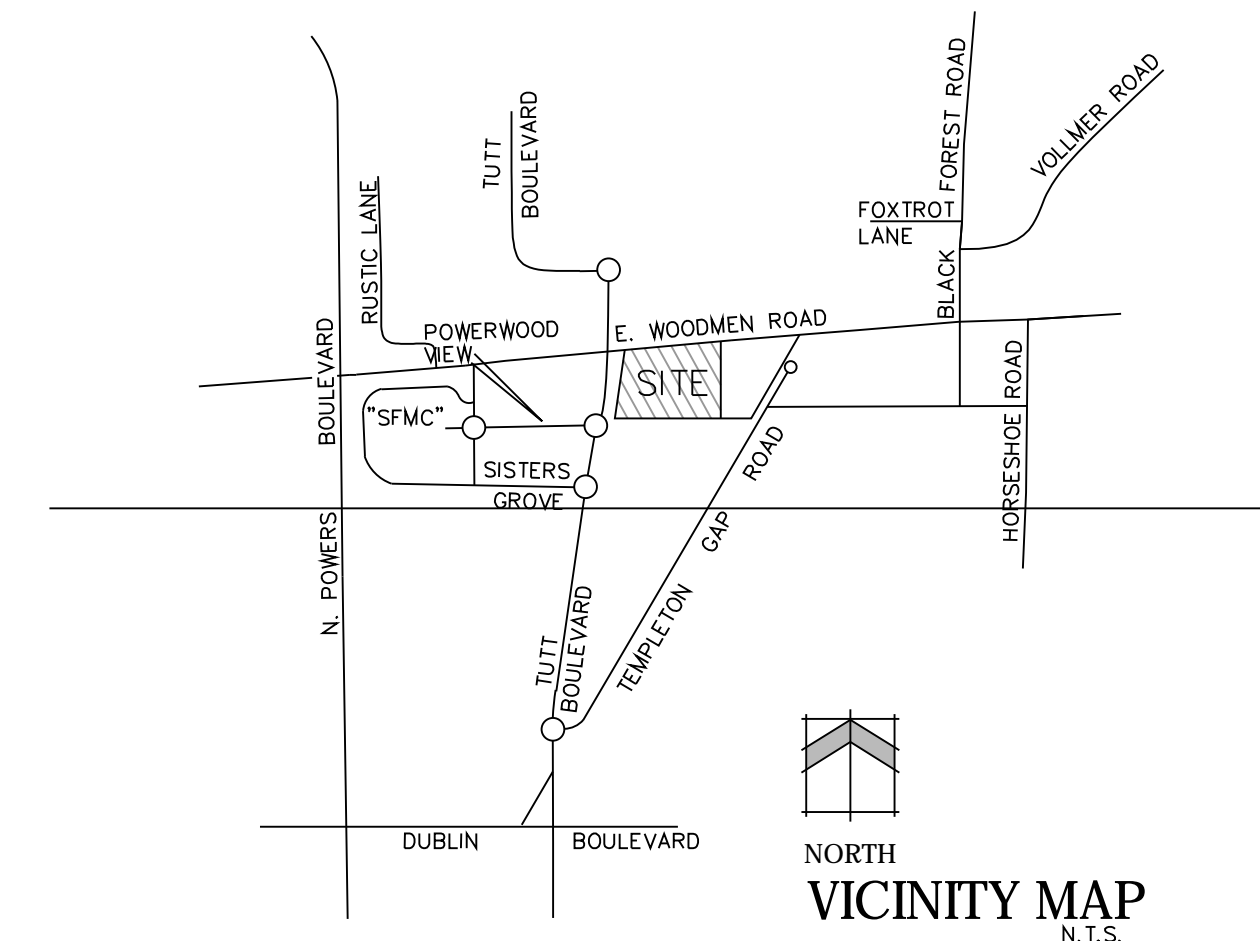 BLACK FOREST ROAD
VOLLMER ROAD
TUTT
BOULEVARD
RUSTIC LANE
FOXTROT
LANE
POWERWOOD
VIEW
E. WOODMEN ROAD
N. POWERS BOULEVARD
SITE
"SFMC"
HORSESHOE ROAD
SISTERS
GROVE
TEMPLETON GAP ROAD
TUTT
BOULEVARD
DUBLIN BOULEVARD
NORTH
VICINITY MAP
N.T.S.